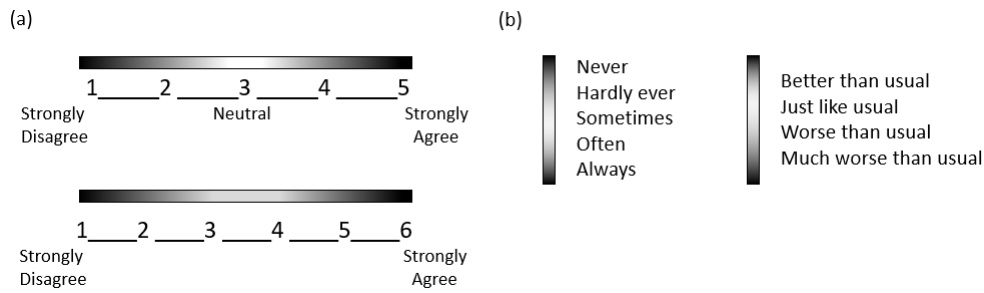 (a)
1 2 3 4 5
Strongly Disagree
Neutral
Strongly Agree
1 2 3 4 5 6
Strongly Disagree
Strongly Agree
(b)
Never
Hardly ever
Sometimes
Often
Always
Better than usual
Just like usual
Worse than usual
Much worse than usual